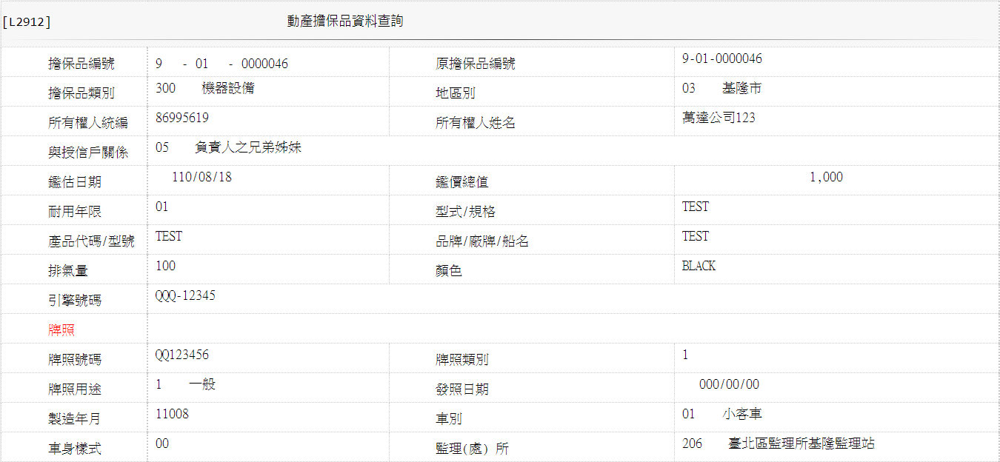 [L2912] 動產擔保品資料查詢
擔保品編號 9 - 01 - 0000046 原擔保品編號 9-01-0000046
擔保品類別 300 機器設備 地區別 03 基隆市
所有權人統編 86995619 所有權人姓名 萬達公司123
與授信戶關係 05 負責人之兄弟姊妹
鑑估日期 110/08/18 鑑價總值 1,000
耐用年限 01 型式/規格 TEST
產品代碼/型號 TEST 品牌/廠牌/船名 TEST
排氣量 100 顏色 BLACK
引擎號碼 QQQ-12345
牌照
牌照號碼 QQ123456 牌照類別 1
牌照用途 1 一般 發照日期 000/00/00
製造年月 11008 車別 01 小客車
車身樣式 00 監理(處) 所 206 臺北區監理所基隆監理站